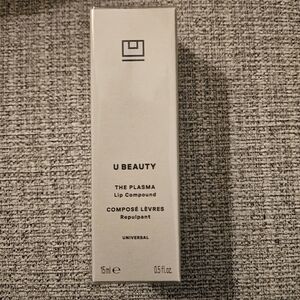 U BEAUTY
THE PLASMA
Lip Compound
COMPOSÉ LÈVRES
Repulpant
UNIVERSAL
15ml ℮ 0.5 fl.oz.